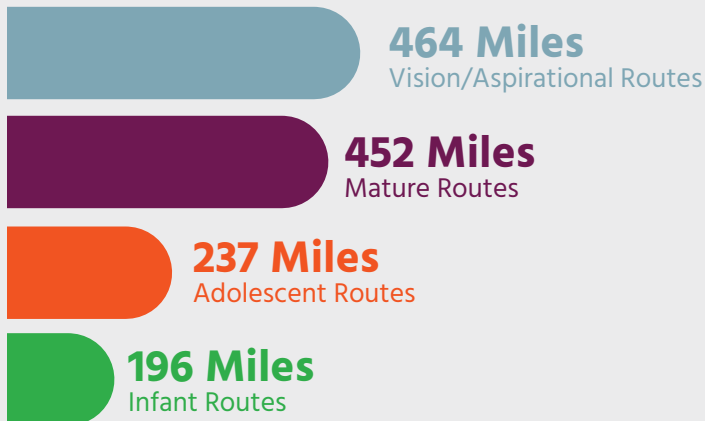 464 Miles
Vision/Aspirational Routes
452 Miles
Mature Routes
237 Miles
Adolescent Routes
196 Miles
Infant Routes